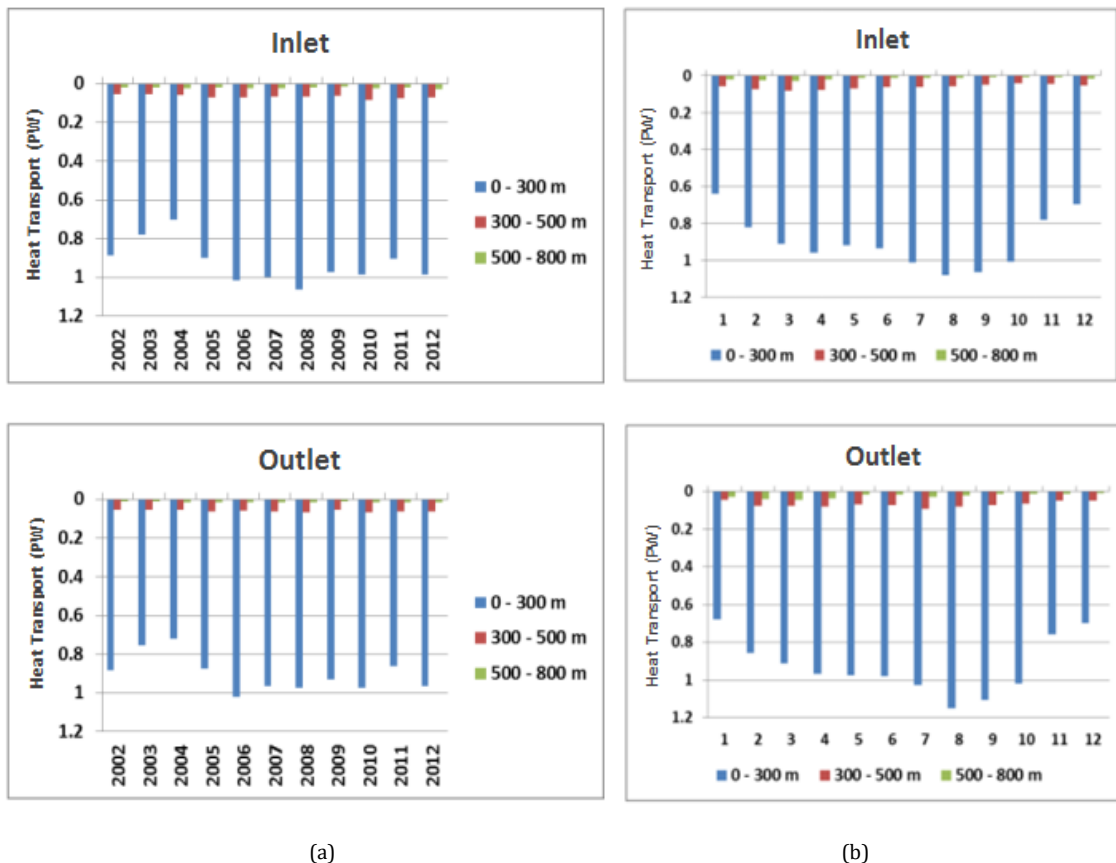 Inlet
Heat Transport (PW)
0
0.2
0.4
0.6
0.8
1
1.2
2002 2003 2004 2005 2006 2007 2008 2009 2010 2011 2012
0 - 300 m
300 - 500 m
500 - 800 m
Inlet
Heat Transport (PW)
0
0.2
0.4
0.6
0.8
1
1.2
1 2 3 4 5 6 7 8 9 10 11 12
0 - 300 m 300 - 500 m 500 - 800 m
Outlet
Heat Transport (PW)
0
0.2
0.4
0.6
0.8
1
1.2
2002 2003 2004 2005 2006 2007 2008 2009 2010 2011 2012
0 - 300 m
300 - 500 m
500 - 800 m
Outlet
Heat Transport (PW)
0
0.2
0.4
0.6
0.8
1
1.2
1 2 3 4 5 6 7 8 9 10 11 12
0 - 300 m 300 - 500 m 500 - 800 m
(a) (b)